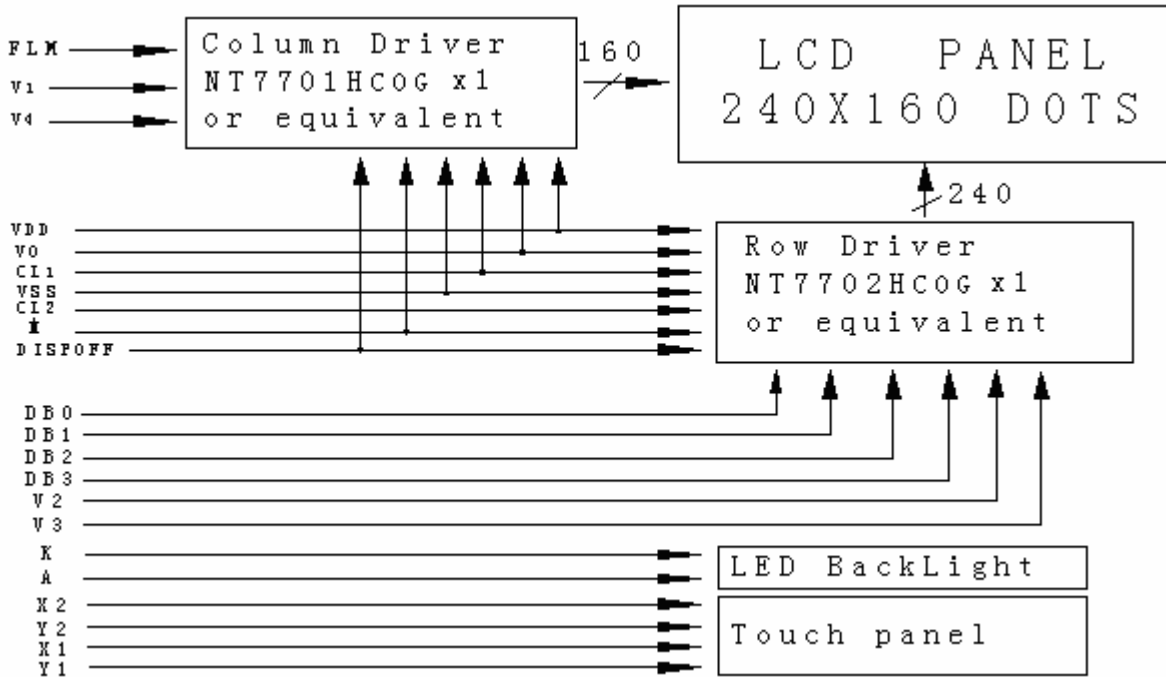 FLM
V1
V4
Column Driver
NT7701HCOG x1
or equivalent
160
LCD PANEL
240X160 DOTS
240
VDD
V0
CL1
VSS
CL2
DISPOFF
Row Driver
NT7702HCOG x1
or equivalent
DB0
DB1
DB2
DB3
V2
V3
K
A
LED BackLight
X2
Y2
X1
Y1
Touch panel